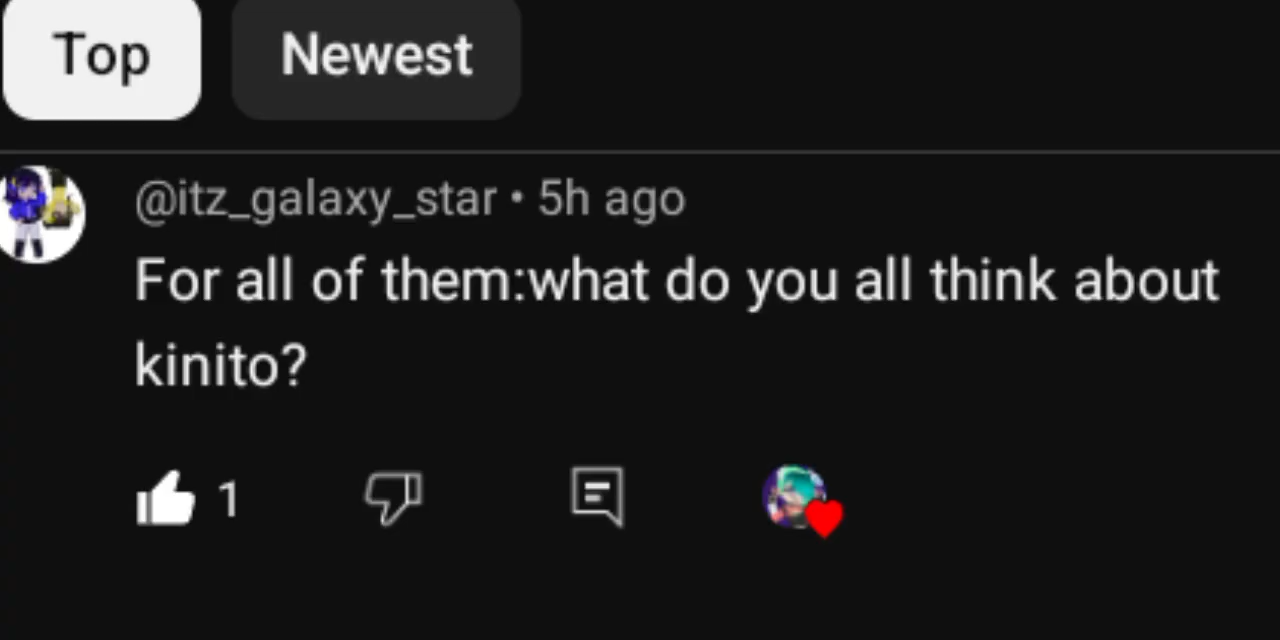 Top Newest
@itz_galaxy_star • 5h ago
For all of them:what do you all think about
kinito?
1